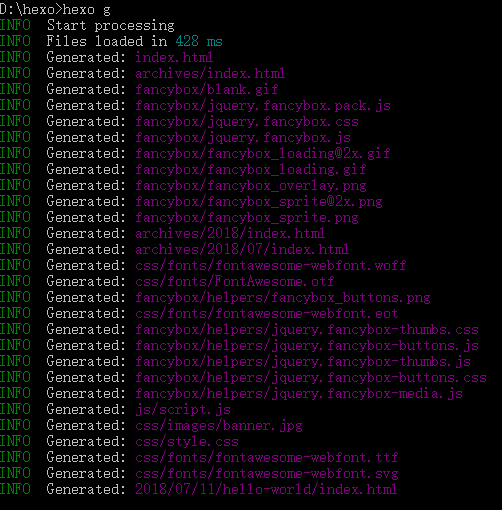 D:\hexo>hexo g
INFO  Start processing
INFO  Files loaded in 428 ms
INFO  Generated: index.html
INFO  Generated: archives/index.html
INFO  Generated: fancybox/blank.gif
INFO  Generated: fancybox/jquery.fancybox.pack.js
INFO  Generated: fancybox/jquery.fancybox.css
INFO  Generated: fancybox/jquery.fancybox.js
INFO  Generated: fancybox/fancybox_loading@2x.gif
INFO  Generated: fancybox/fancybox_loading.gif
INFO  Generated: fancybox/fancybox_overlay.png
INFO  Generated: fancybox/fancybox_sprite@2x.png
INFO  Generated: fancybox/fancybox_sprite.png
INFO  Generated: archives/2018/index.html
INFO  Generated: archives/2018/07/index.html
INFO  Generated: css/fonts/fontawesome-webfont.woff
INFO  Generated: css/fonts/FontAwesome.otf
INFO  Generated: fancybox/helpers/fancybox_buttons.png
INFO  Generated: css/fonts/fontawesome-webfont.eot
INFO  Generated: fancybox/helpers/jquery.fancybox-thumbs.css
INFO  Generated: fancybox/helpers/jquery.fancybox-buttons.js
INFO  Generated: fancybox/helpers/jquery.fancybox-thumbs.js
INFO  Generated: fancybox/helpers/jquery.fancybox-buttons.css
INFO  Generated: fancybox/helpers/jquery.fancybox-media.js
INFO  Generated: js/script.js
INFO  Generated: css/images/banner.jpg
INFO  Generated: css/style.css
INFO  Generated: css/fonts/fontawesome-webfont.ttf
INFO  Generated: css/fonts/fontawesome-webfont.svg
INFO  Generated: 2018/07/11/hello-world/index.html